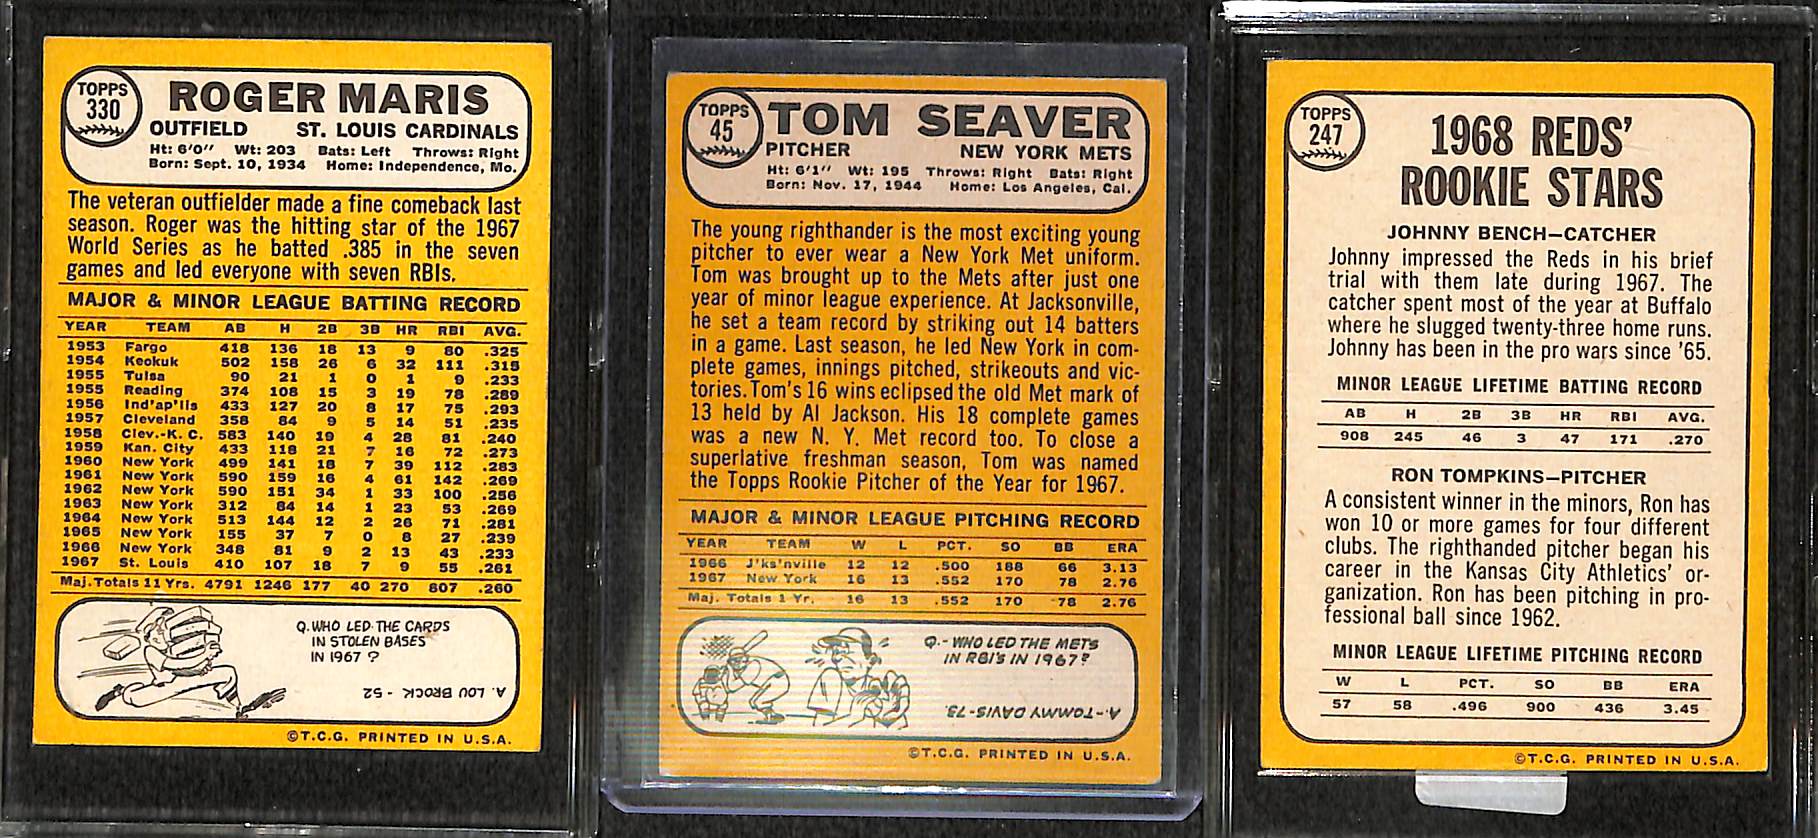 TOPPS
330
ROGER MARIS
OUTFIELD ST. LOUIS CARDINALS
Ht: 6'0" Wt: 203 Bats: Left Throws: Right
Born: Sept. 10, 1934 Home: Independence, Mo.
The veteran outfielder made a fine comeback last
season. Roger was the hitting star of the 1967
World Series as he batted .385 in the seven
games and led everyone with seven RBIs.
MAJOR & MINOR LEAGUE BATTING RECORD
YEAR TEAM AB H 2B 3B HR RBI AVG.
1953 Fargo 418 136 18 13 9 80 .325
1954 Keokuk 502 158 26 6 32 111 .315
1955 Tulsa 90 21 1 0 1 9 .233
1955 Reading 374 108 15 3 19 78 .289
1956 Ind'ap'lis 433 127 20 8 17 75 .293
1957 Cleveland 358 84 9 5 14 51 .235
1958 Clev.-K. C. 583 140 19 4 28 81 .240
1959 Kan. City 433 118 21 7 16 72 .273
1960 New York 499 141 18 7 39 112 .283
1961 New York 590 159 16 4 61 142 .269
1962 New York 590 151 34 1 33 100 .256
1963 New York 312 84 14 1 23 53 .269
1964 New York 513 144 12 2 26 71 .281
1965 New York 155 37 7 0 8 27 .239
1966 New York 348 81 9 2 13 43 .233
1967 St. Louis 410 107 18 7 9 55 .261
Maj. Totals 11 Yrs. 4791 1246 177 40 270 807 .260
Q. WHO LED THE CARDS
IN STOLEN BASES
IN 1967 ?
A. LOU BROCK - 52
©T.C.G. PRINTED IN U.S.A.
TOPPS
45
TOM SEAVER
PITCHER NEW YORK METS
Ht: 6'1" Wt: 195 Throws: Right Bats: Right
Born: Nov. 17, 1944 Home: Los Angeles, Cal.
The young righthander is the most exciting young
pitcher to ever wear a New York Met uniform.
Tom was brought up to the Mets after just one
year of minor league experience. At Jacksonville,
he set a team record by striking out 14 batters
in a game. Last season, he led New York in com-
plete games, innings pitched, strikeouts and vic-
tories. Tom's 16 wins eclipsed the old Met mark of
13 held by Al Jackson. His 18 complete games
was a new N. Y. Met record too. To close a
superlative freshman season, Tom was named
the Topps Rookie Pitcher of the Year for 1967.
MAJOR & MINOR LEAGUE PITCHING RECORD
YEAR TEAM W L PCT. SO BB ERA
1966 J'ks'nville 12 12 .500 188 66 3.13
1967 New York 16 13 .552 170 78 2.76
Maj. Totals 1 Yr. 16 13 .552 170 78 2.76
Q.- WHO LED THE METS
IN RBI'S IN 1967?
A.- TOMMY DAVIS-73.
©T.C.G. PRINTED IN U.S.A.
TOPPS
247
1968 REDS'
ROOKIE STARS
JOHNNY BENCH—CATCHER
Johnny impressed the Reds in his brief
trial with them late during 1967. The
catcher spent most of the year at Buffalo
where he slugged twenty-three home runs.
Johnny has been in the pro wars since '65.
MINOR LEAGUE LIFETIME BATTING RECORD
AB H 2B 3B HR RBI AVG.
908 245 46 3 47 171 .270
RON TOMPKINS—PITCHER
A consistent winner in the minors, Ron has
won 10 or more games for four different
clubs. The righthanded pitcher began his
career in the Kansas City Athletics' or-
ganization. Ron has been pitching in pro-
fessional ball since 1962.
MINOR LEAGUE LIFETIME PITCHING RECORD
W L PCT. SO BB ERA
57 58 .496 900 436 3.45
©T.C.G. PRINTED IN U.S.A.